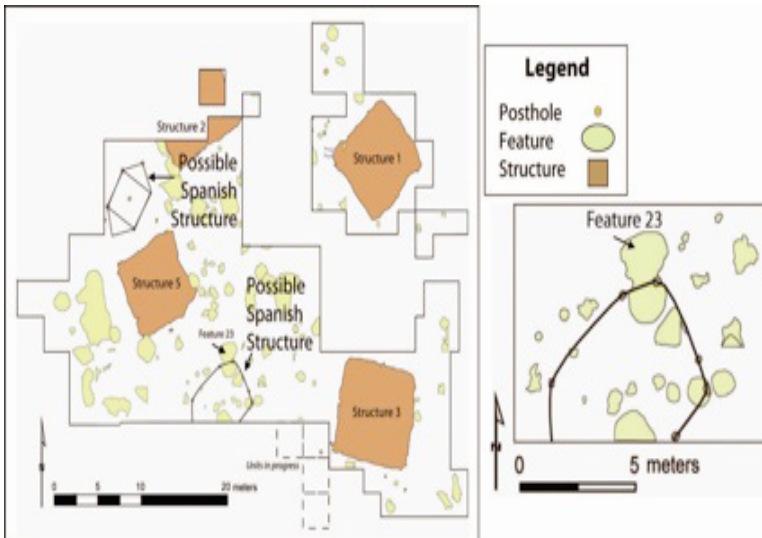 Structure 2
Possible
Spanish
Structure
Structure 1
Structure 5
Possible
Spanish
Structure
Feature 23
Structure 3
Units in progress
N
0 10 20
meters
Legend
Posthole
Feature
Structure
Feature 23
N
0 5 meters